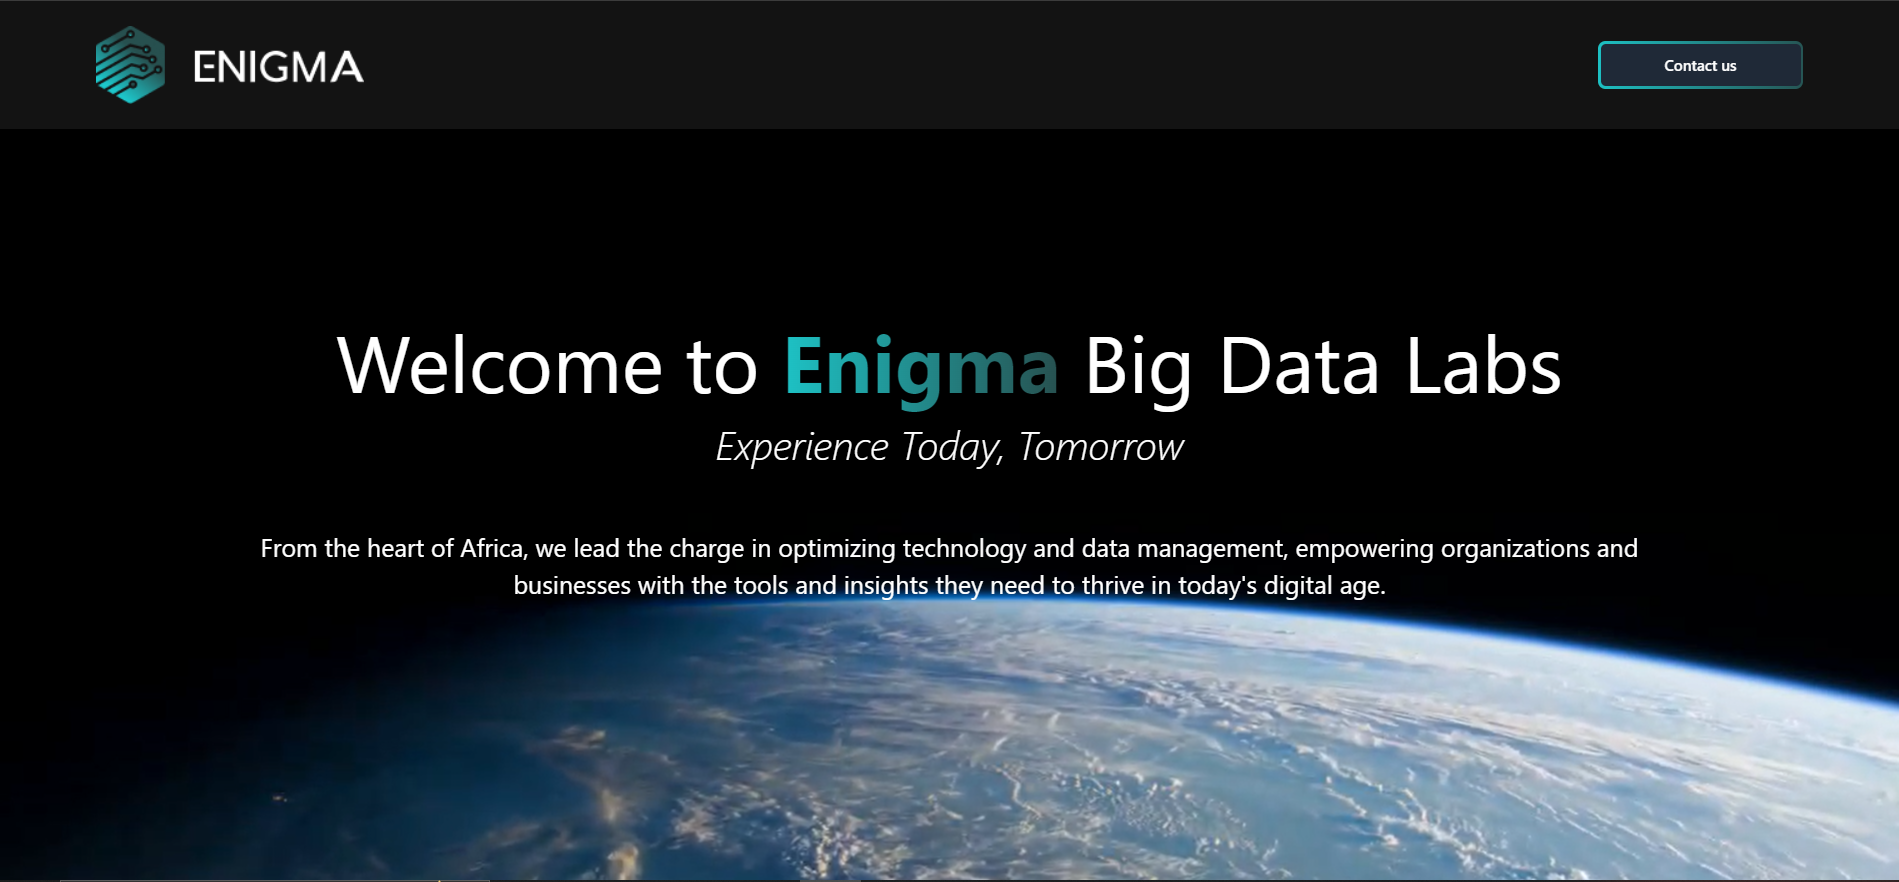 ENIGMA
Contact us
Welcome to Enigma Big Data Labs
Experience Today, Tomorrow
From the heart of Africa, we lead the charge in optimizing technology and data management, empowering organizations and
businesses with the tools and insights they need to thrive in today's digital age.